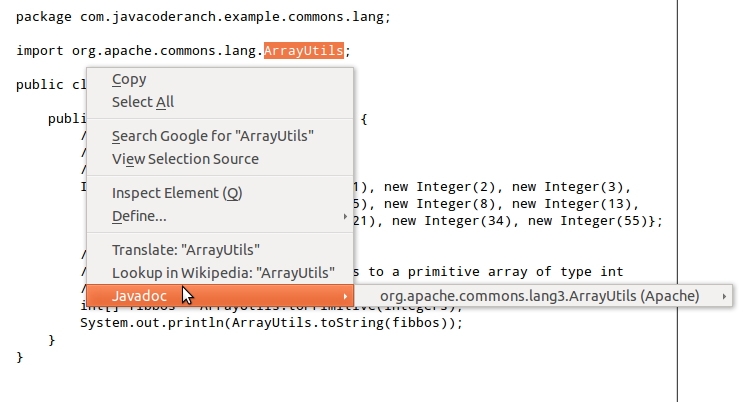 package com.javacoderanch.example.commons.lang;
import org.apache.commons.lang.ArrayUtils;
public cl
Copy
Select All
publi {
/
Search Google for "ArrayUtils"
/
View Selection Source
/
I 1), new Integer(2), new Integer(3),
Inspect Element (Q)
5), new Integer(8), new Integer(13),
Define...
21), new Integer(34), new Integer(55)};
/
Translate: "ArrayUtils"
/ s to a primitive array of type int
Lookup in Wikipedia: "ArrayUtils"
/
Javadoc
org.apache.commons.lang3.ArrayUtils (Apache)
System.out.println(ArrayUtils.toString(fibbos));
}
}